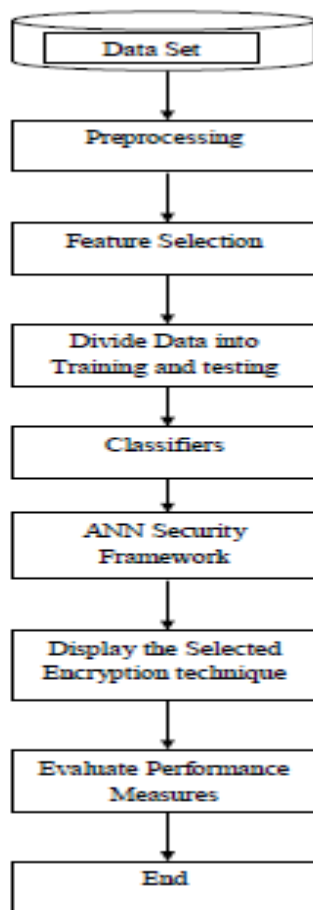 Data Set
Preprocessing
Feature Selection
Divide Data into
Training and testing
Classifiers
ANN Security
Framework
Display the Selected
Encryption technique
Evaluate Performance
Measures
End